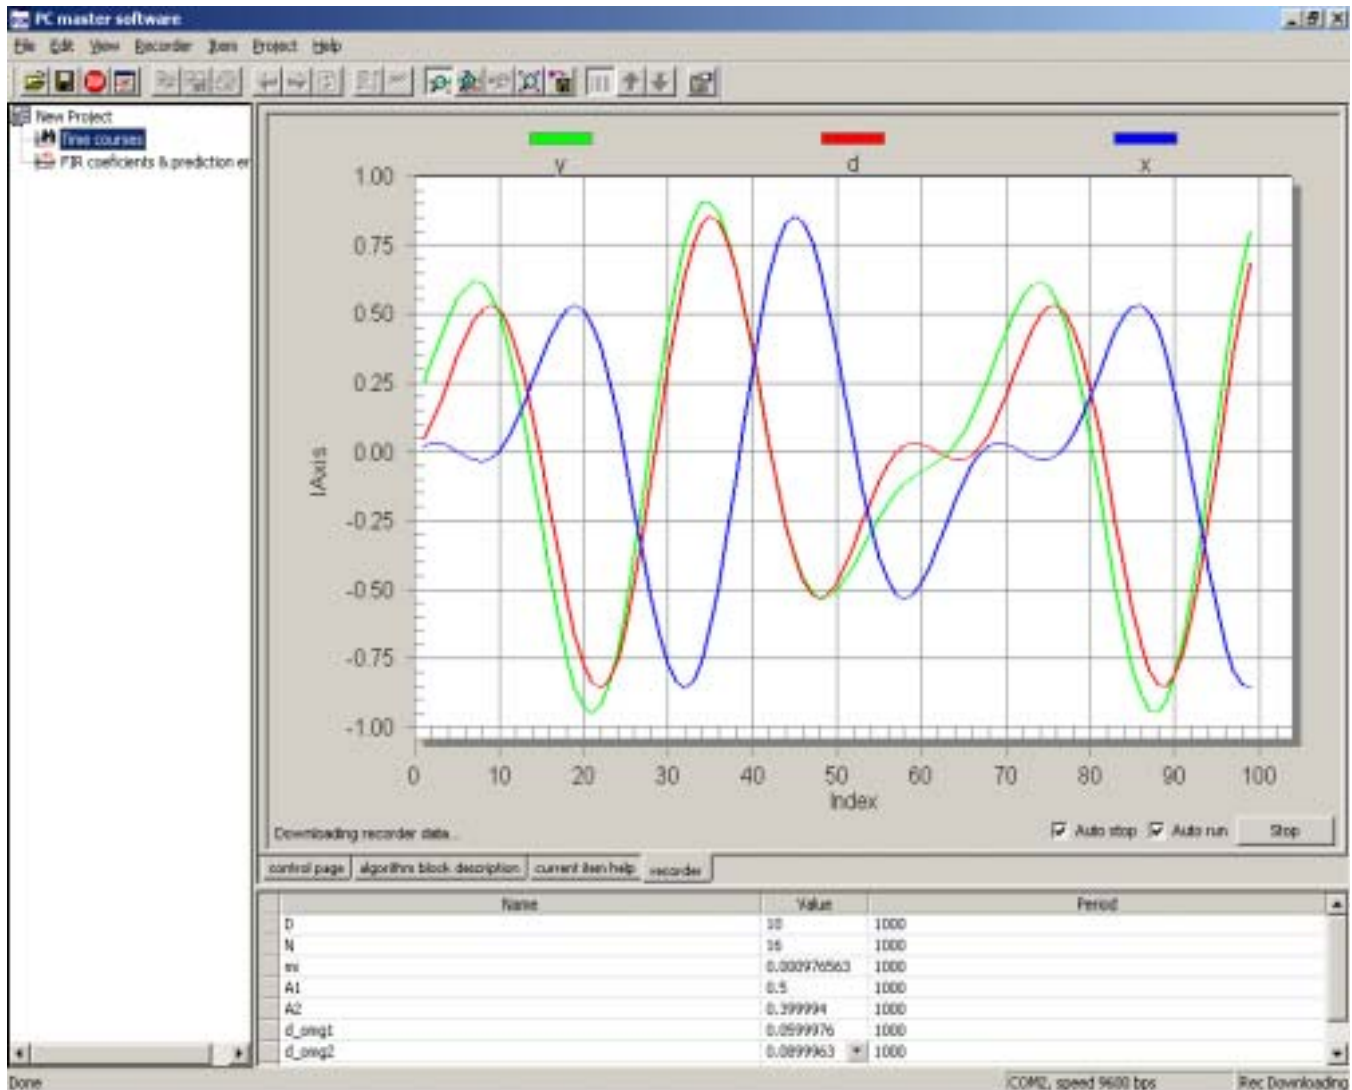 PC master software
File Edit View Recorder Item Project Help
New Project
Time courses
FIR coeficients & prediction er
y d x
1.00
0.75
0.50
0.25
0.00
-0.25
-0.50
-0.75
-1.00
IAxis
0 10 20 30 40 50 60 70 80 90 100
Index
Downloading recorder data...
Auto stop Auto run Stop
control page algorithm block description current item help recorder
Name Value Period
D 10 1000
N 16 1000
mi 0.000976563 1000
A1 0.5 1000
A2 0.399994 1000
d_omg1 0.0599976 1000
d_omg2 0.0899963 1000
Done COM2, speed 9600 bps Rec Downloading